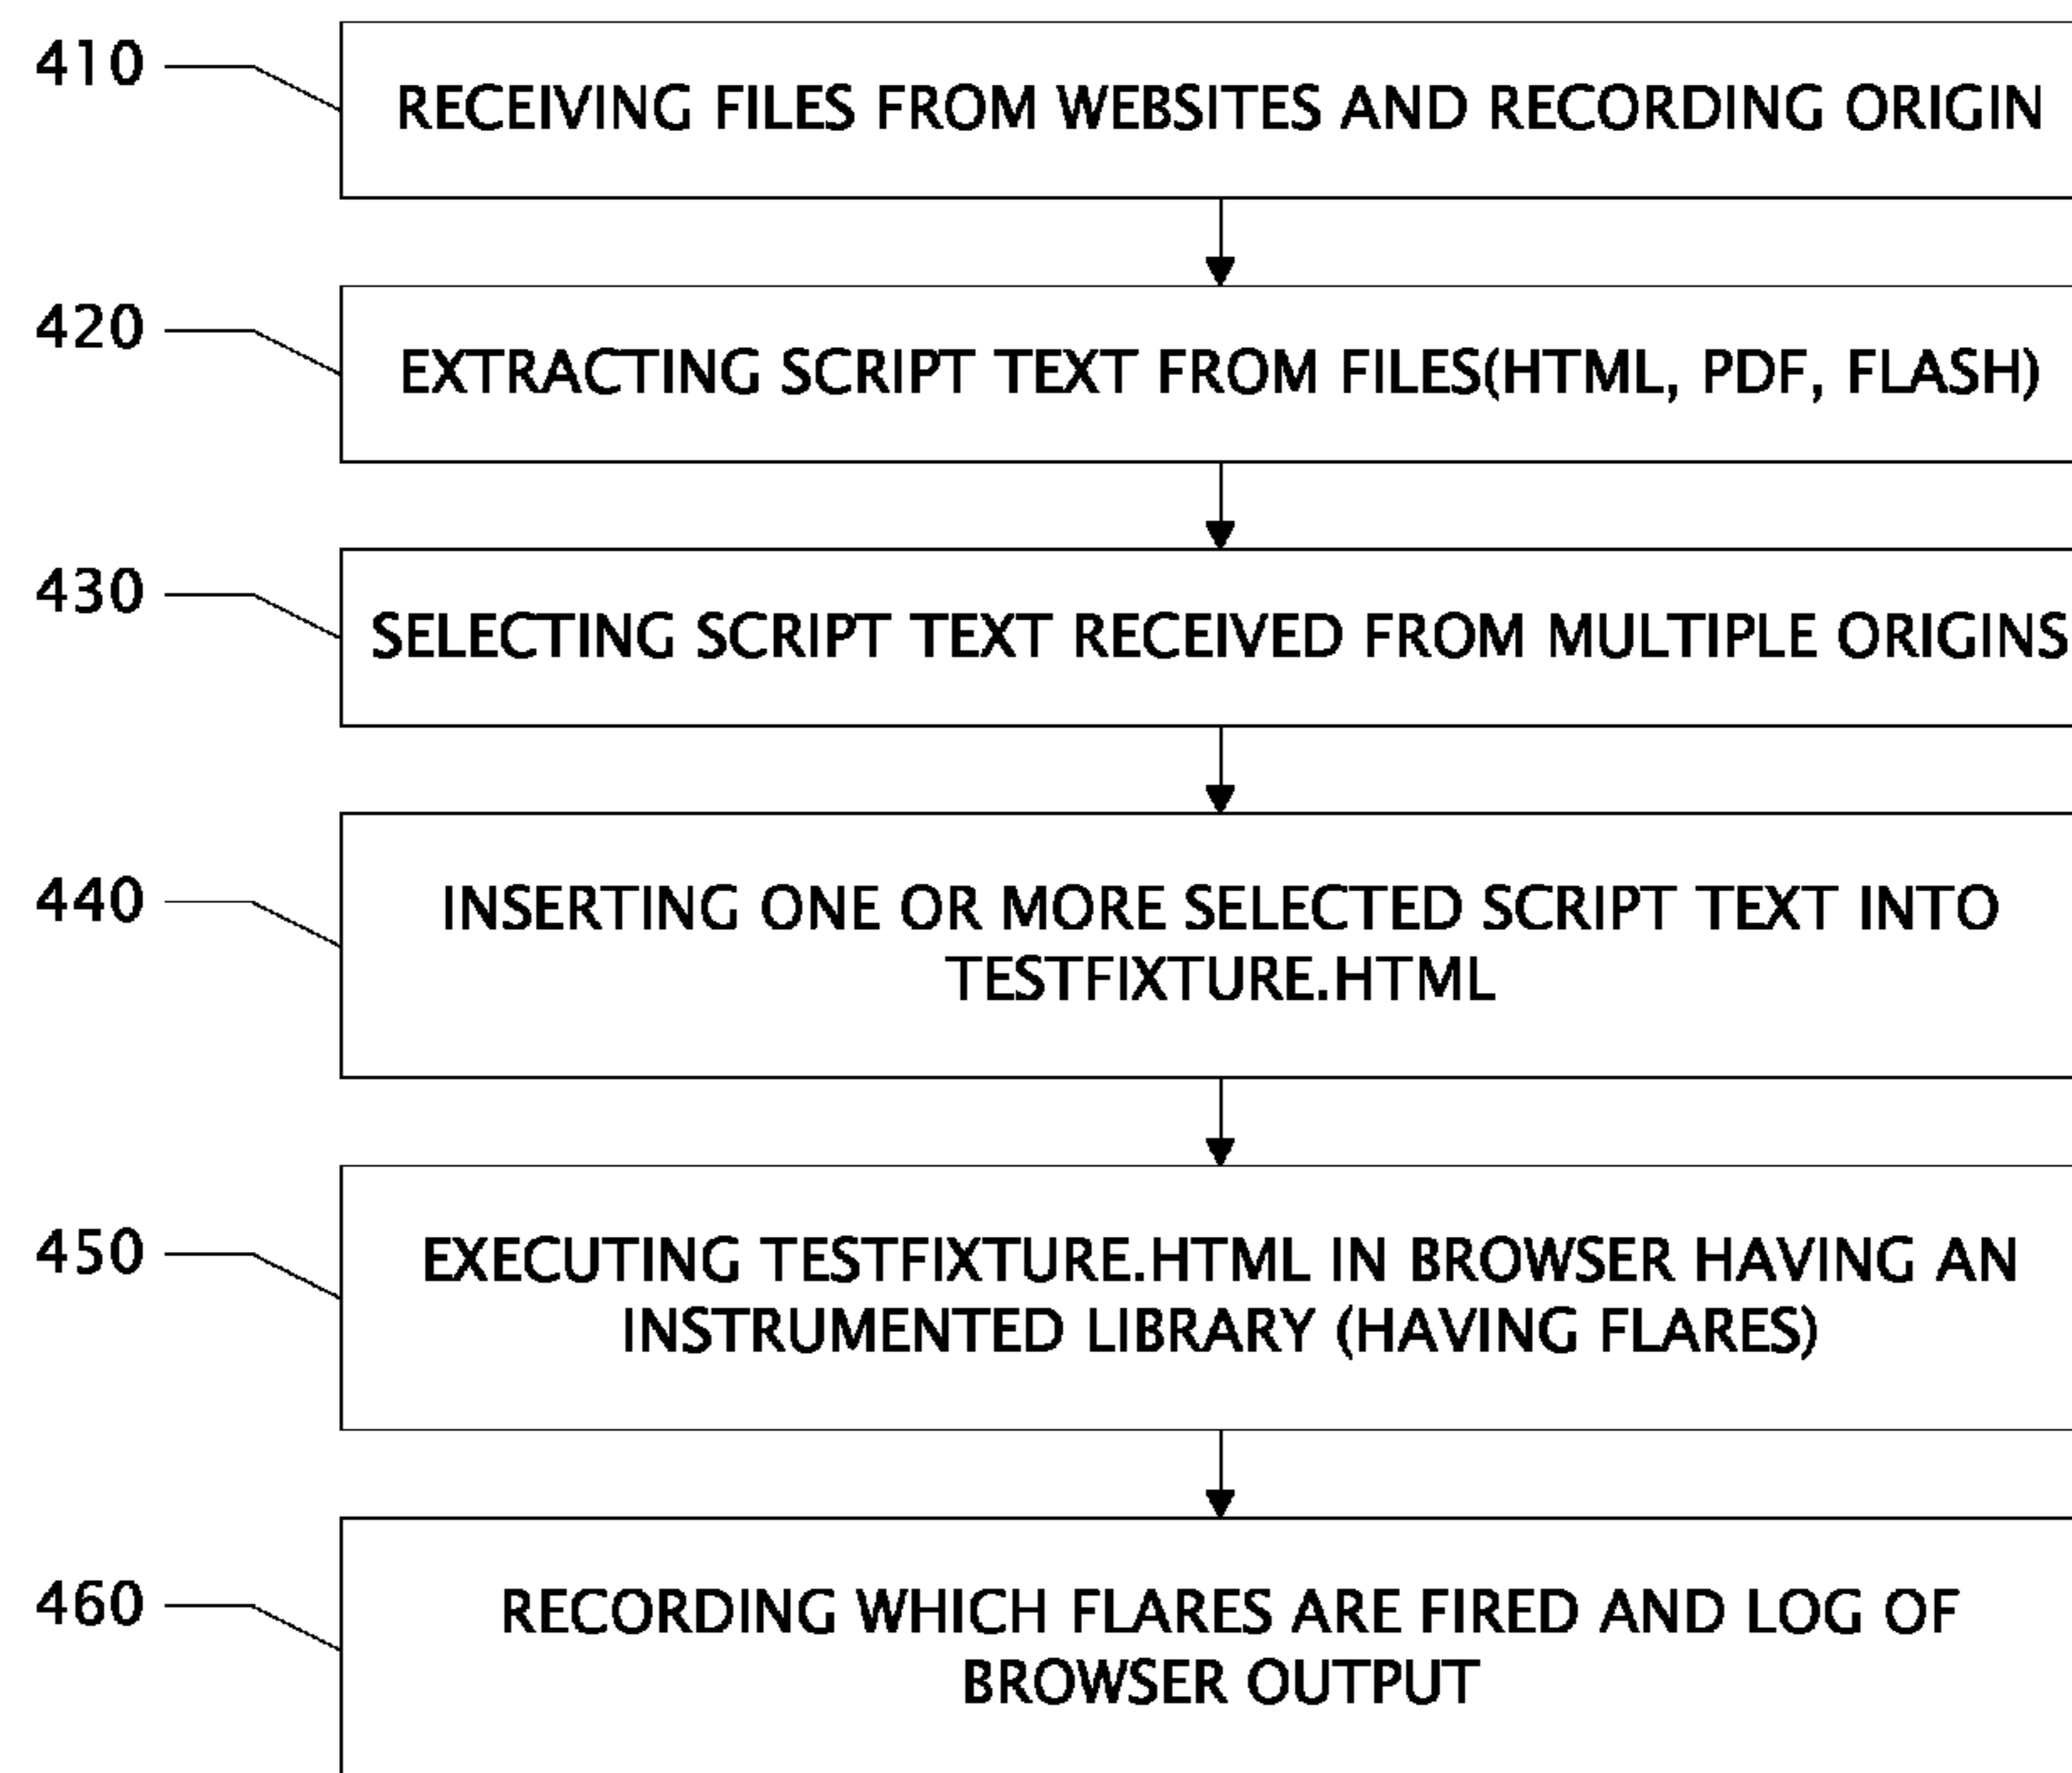 410
RECEIVING FILES FROM WEBSITES AND RECORDING ORIGIN
420
EXTRACTING SCRIPT TEXT FROM FILES(HTML, PDF, FLASH)
430
SELECTING SCRIPT TEXT RECEIVED FROM MULTIPLE ORIGINS
440
INSERTING ONE OR MORE SELECTED SCRIPT TEXT INTO
TESTFIXTURE.HTML
450
EXECUTING TESTFIXTURE.HTML IN BROWSER HAVING AN
INSTRUMENTED LIBRARY (HAVING FLARES)
460
RECORDING WHICH FLARES ARE FIRED AND LOG OF
BROWSER OUTPUT